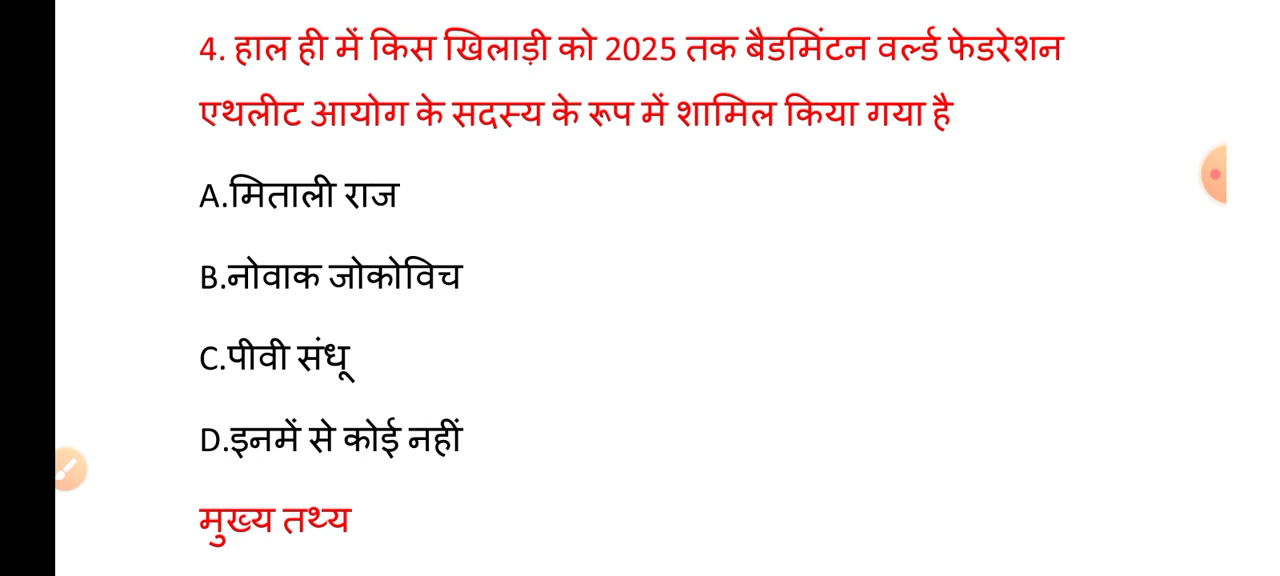 4. हाल ही में किस खिलाड़ी को 2025 तक बैडमिंटन वर्ल्ड फेडरेशन
एथलीट आयोग के सदस्य के रूप में शामिल किया गया है
A.मिताली राज
B.नोवाक जोकोविच
C.पीवी संधू
D.इनमें से कोई नहीं
मुख्य तथ्य